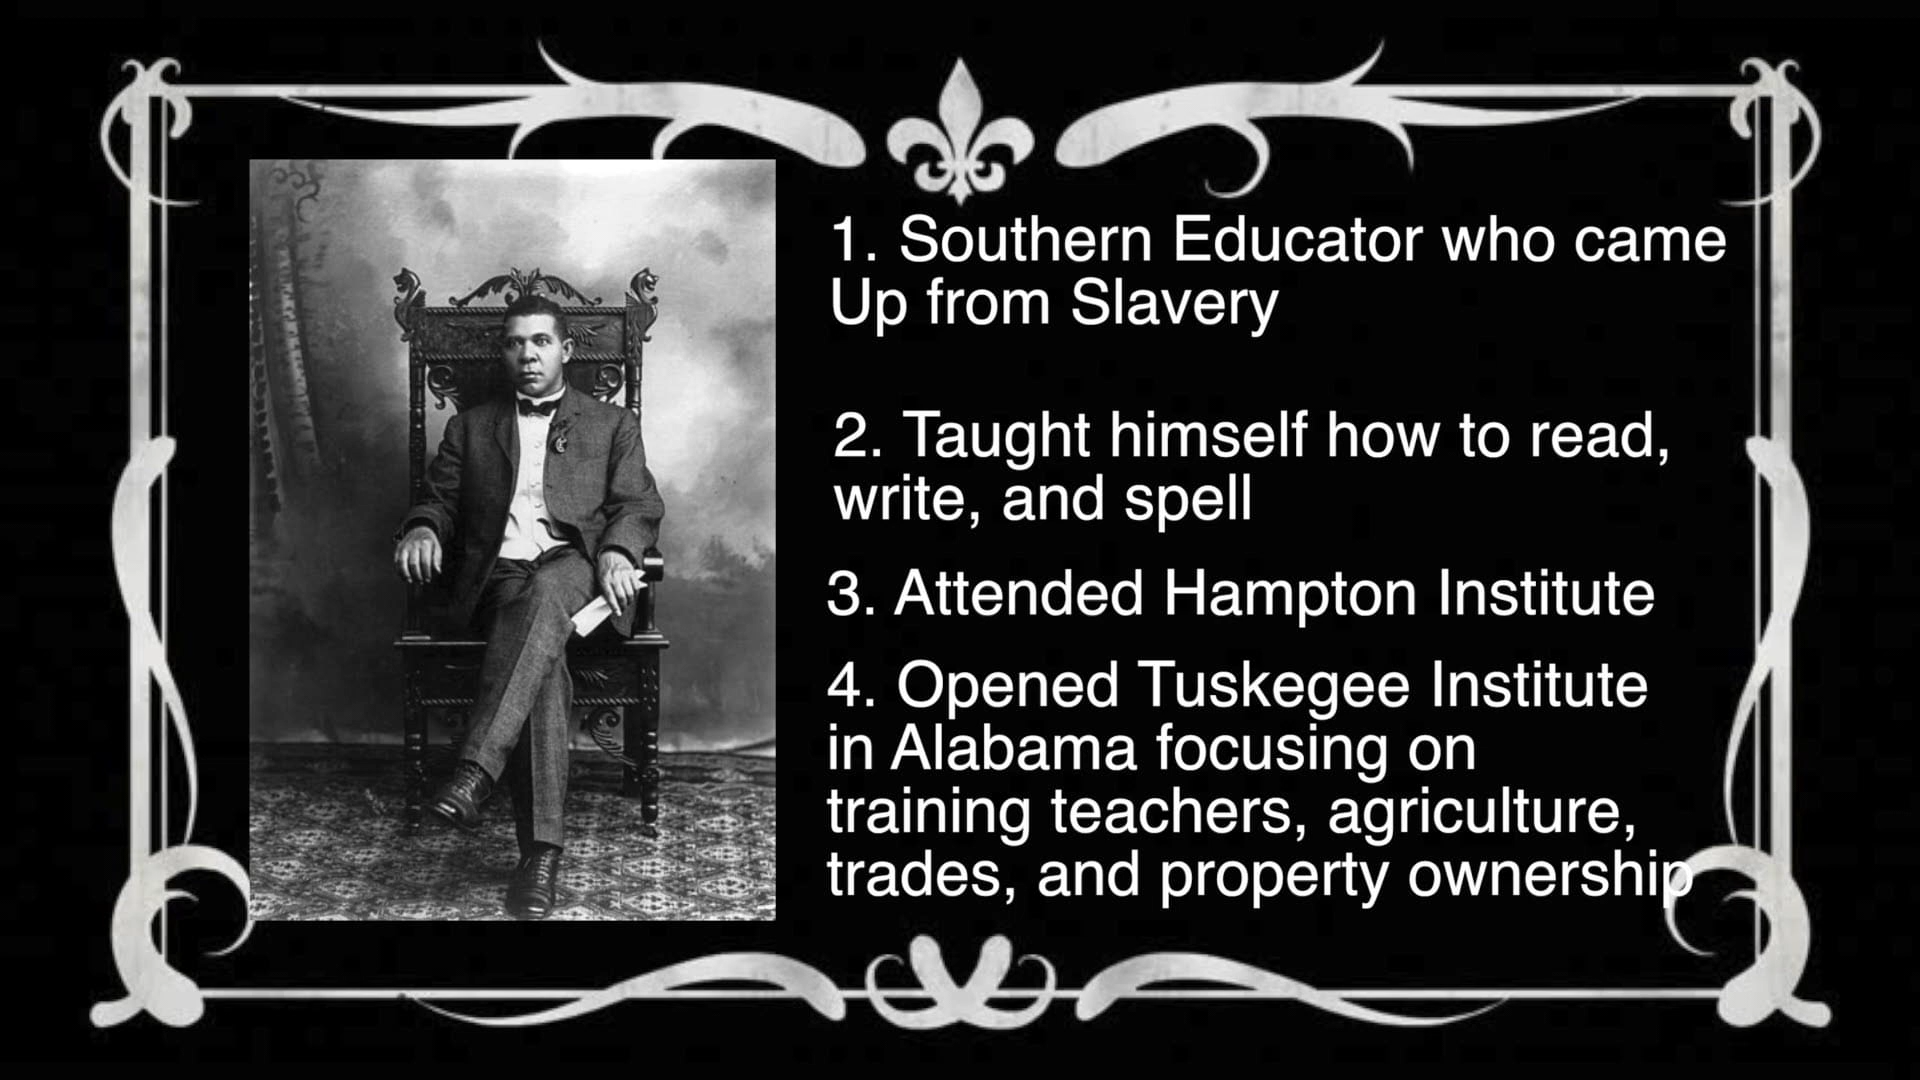 1. Southern Educator who came
Up from Slavery
2. Taught himself how to read,
write, and spell
3. Attended Hampton Institute
4. Opened Tuskegee Institute
in Alabama focusing on
training teachers, agriculture,
trades, and property ownership